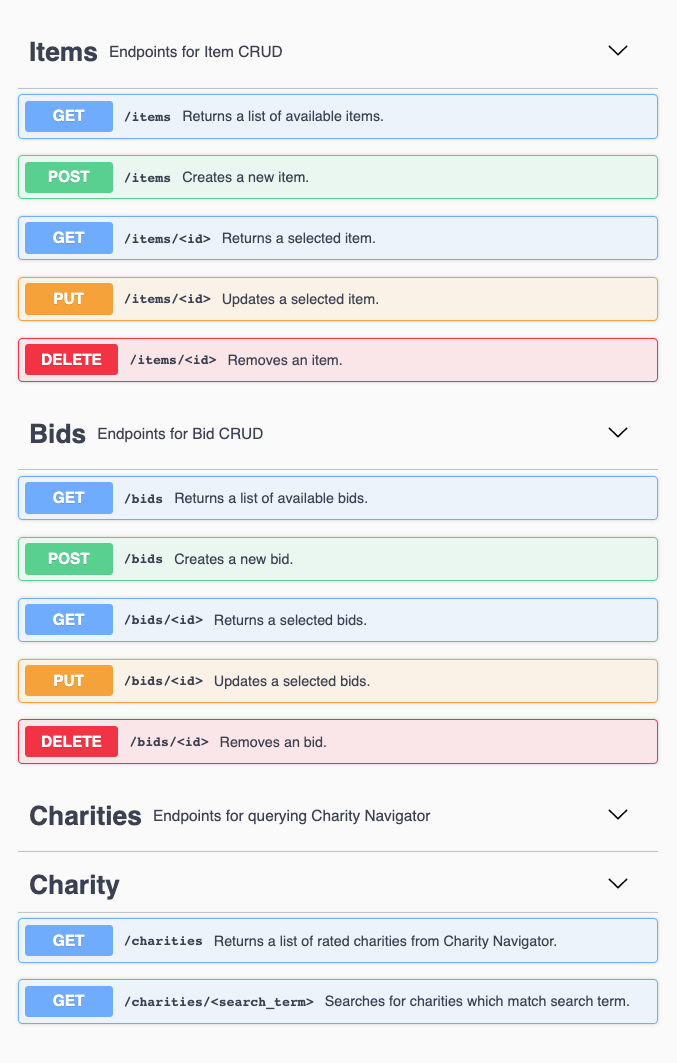 Items Endpoints for Item CRUD
GET /items Returns a list of available items.
POST /items Creates a new item.
GET /items/<id> Returns a selected item.
PUT /items/<id> Updates a selected item.
DELETE /items/<id> Removes an item.
Bids Endpoints for Bid CRUD
GET /bids Returns a list of available bids.
POST /bids Creates a new bid.
GET /bids/<id> Returns a selected bids.
PUT /bids/<id> Updates a selected bids.
DELETE /bids/<id> Removes an bid.
Charities Endpoints for querying Charity Navigator
Charity
GET /charities Returns a list of rated charities from Charity Navigator.
GET /charities/<search_term> Searches for charities which match search term.